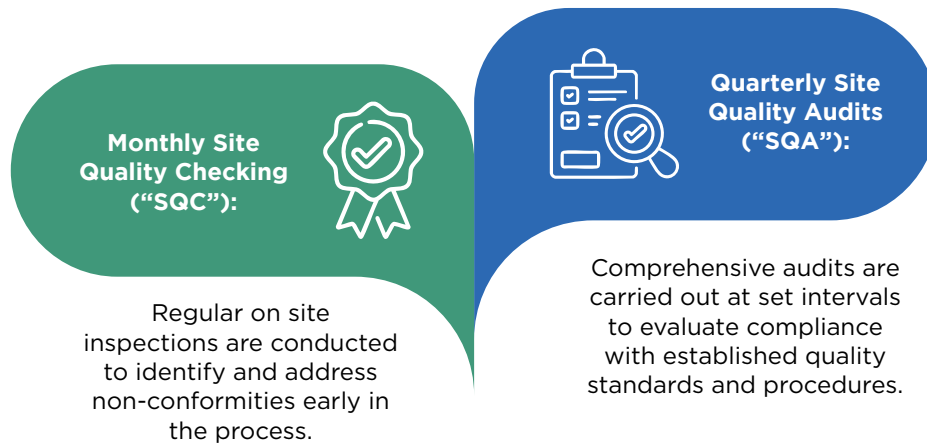 Monthly Site
Quality Checking
(“SQC”):
Regular on site
inspections are conducted
to identify and address
non-conformities early in
the process.
Quarterly Site
Quality Audits
(“SQA”):
Comprehensive audits are
carried out at set intervals
to evaluate compliance
with established quality
standards and procedures.